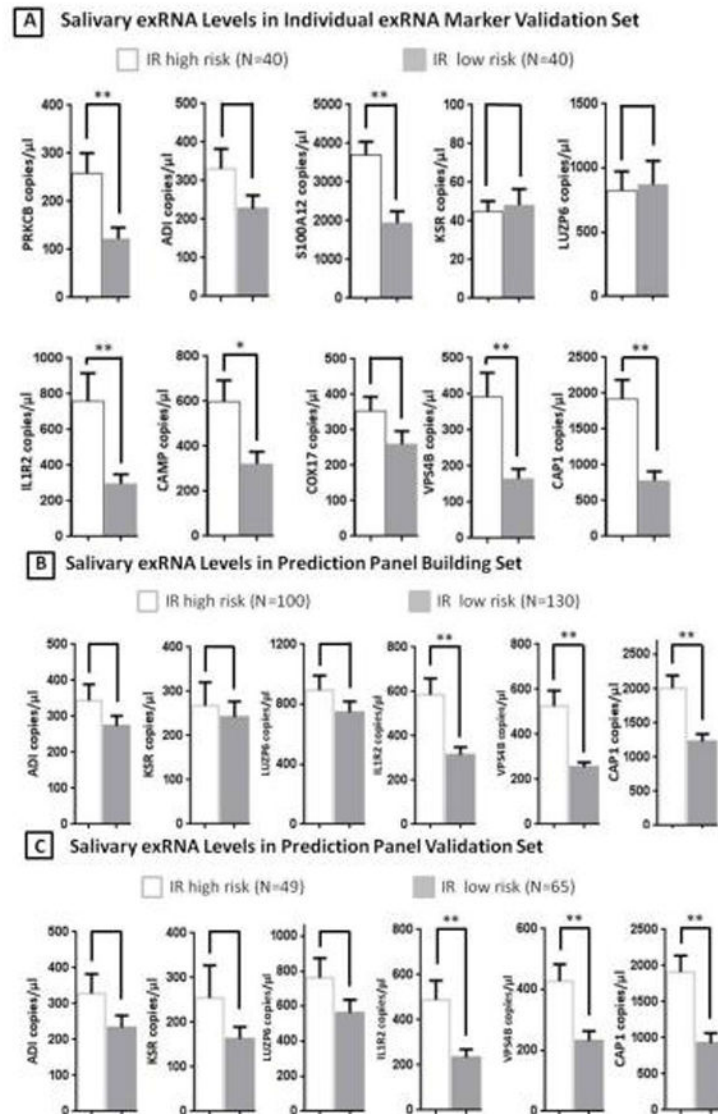 A Salivary exRNA Levels in Individual exRNA Marker Validation Set
IR high risk (N=40) IR low risk (N=40)
** ** 
PRKCB copies/µl 400 300 200 100 0
ADI copies/µl 500 400 300 200 100 0
S100A12 copies/µl 5000 4000 3000 2000 1000 0
KSR copies/µl 100 80 60 40 20 0
LUZP6 copies/µl 1500 1000 500 0
** * ** **
IL1R2 copies/µl 1000 800 600 400 200 0
CAMP copies/µl 800 600 400 200 0
COX17 copies/µl 500 400 300 200 100 0
VPS4B copies/µl 500 400 300 200 100 0
CAP1 copies/µl 2500 2000 1500 1000 500 0
B Salivary exRNA Levels in Prediction Panel Building Set
IR high risk (N=100) IR low risk (N=130)
** ** **
ADI copies/µl 500 400 300 200 100 0
KSR copies/µl 400 300 200 100 0
LUZP6 copies/µl 1200 900 600 300 0
IL1R2 copies/µl 800 600 400 200 0
VPS4B copies/µl 800 600 400 200 0
CAP1 copies/µl 2500 2000 1500 1000 500 0
C Salivary exRNA Levels in Prediction Panel Validation Set
IR high risk (N=49) IR low risk (N=65)
** ** **
ADI copies/µl 500 400 300 200 100 0
KSR copies/µl 400 300 200 100 0
LUZP6 copies/µl 1000 800 600 400 200 0
IL1R2 copies/µl 800 600 400 200 0
VPS4B copies/µl 600 400 200 0
CAP1 copies/µl 2500 2000 1500 1000 500 0